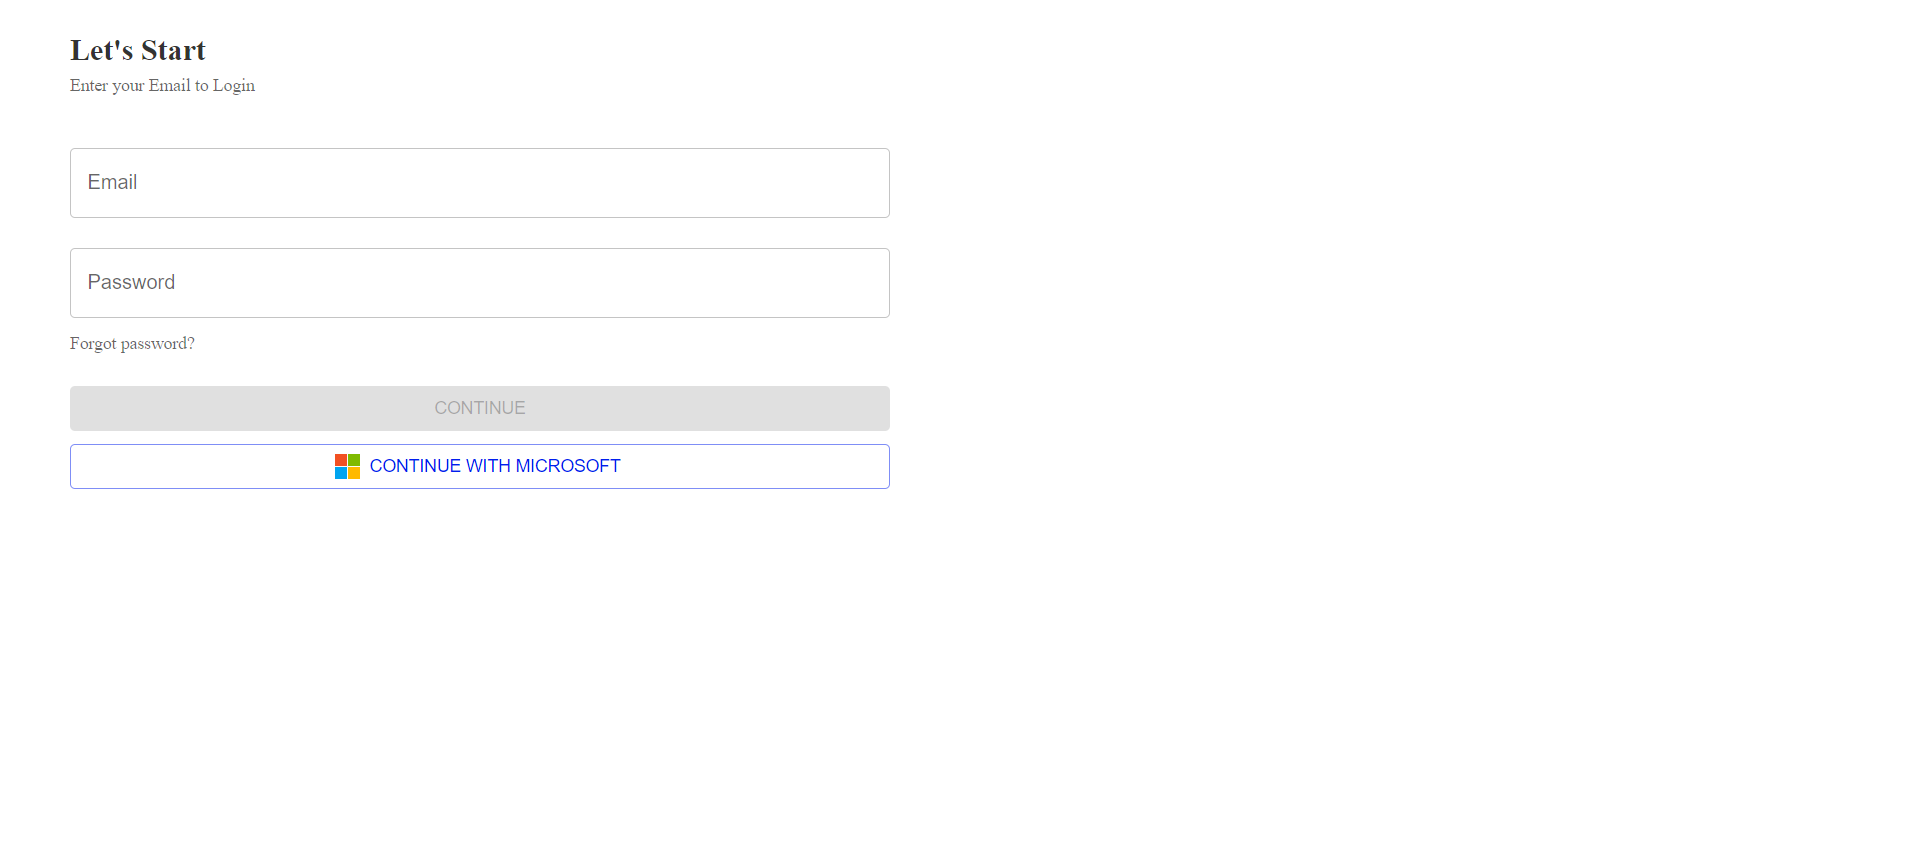 Let's Start
Enter your Email to Login
Email
Password
Forgot password?
CONTINUE
CONTINUE WITH MICROSOFT